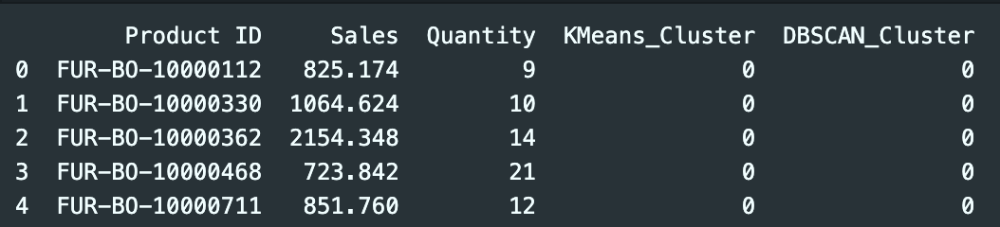 Product ID Sales Quantity KMeans_Cluster DBSCAN_Cluster
0 FUR-BO-10000112 825.174 9 0 0
1 FUR-BO-10000330 1064.624 10 0 0
2 FUR-BO-10000362 2154.348 14 0 0
3 FUR-BO-10000468 723.842 21 0 0
4 FUR-BO-10000711 851.760 12 0 0